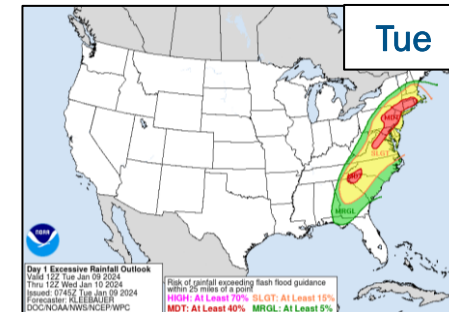 Tue
MDT
SLGT
MDT
MRGL
NOAA
Day 1 Excessive Rainfall Outlook
Valid 12Z Tue Jan 09 2024
Thru 12Z Wed Jan 10 2024
Issued: 0745Z Tue Jan 09 2024
Forecaster: KLEEBAUER
DOC/NOAA/NWS/NCEP/WPC
Risk of rainfall exceeding flash flood guidance
within 25 miles of a point
HIGH: At Least 70% SLGT: At Least 15%
MDT: At Least 40% MRGL: At Least 5%